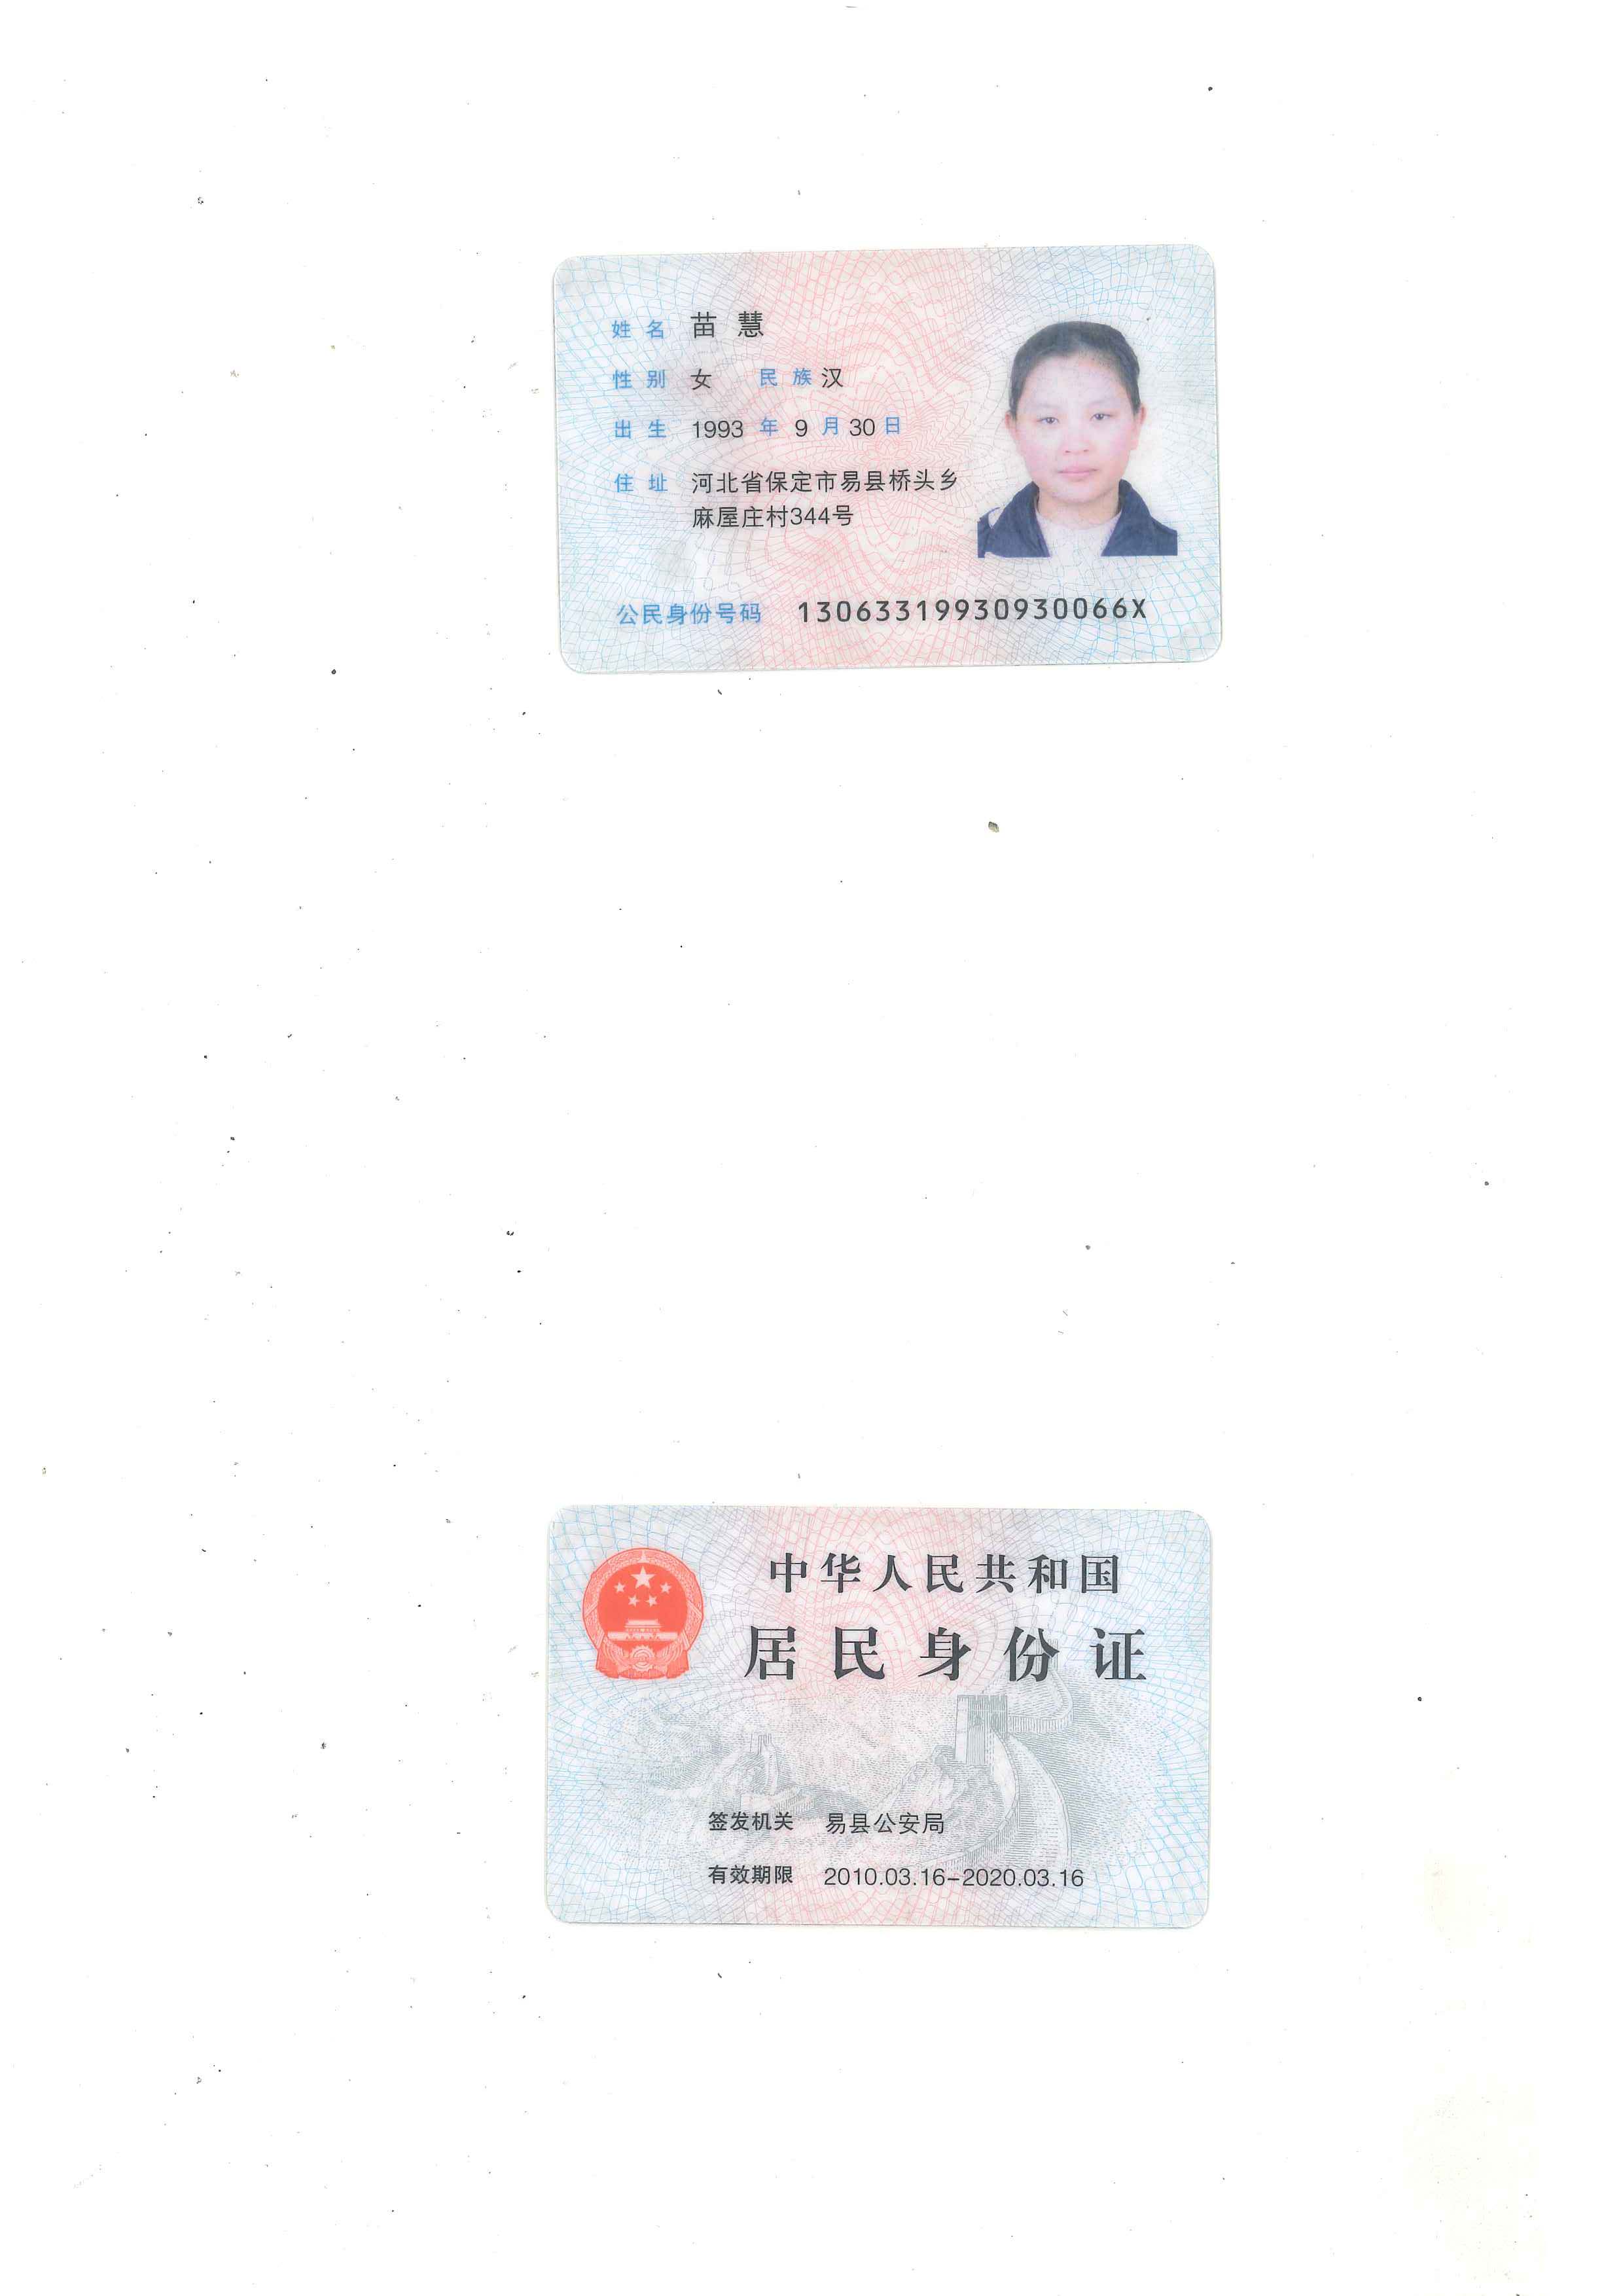 姓名 苗慧
性别 女 民族 汉
出生 1993 年 9 月 30 日
住址 河北省保定市易县桥头乡
麻屋庄村344号
公民身份号码 13063319930930066X
中华人民共和国
居民身份证
签发机关 易县公安局
有效期限 2010.03.16-2020.03.16